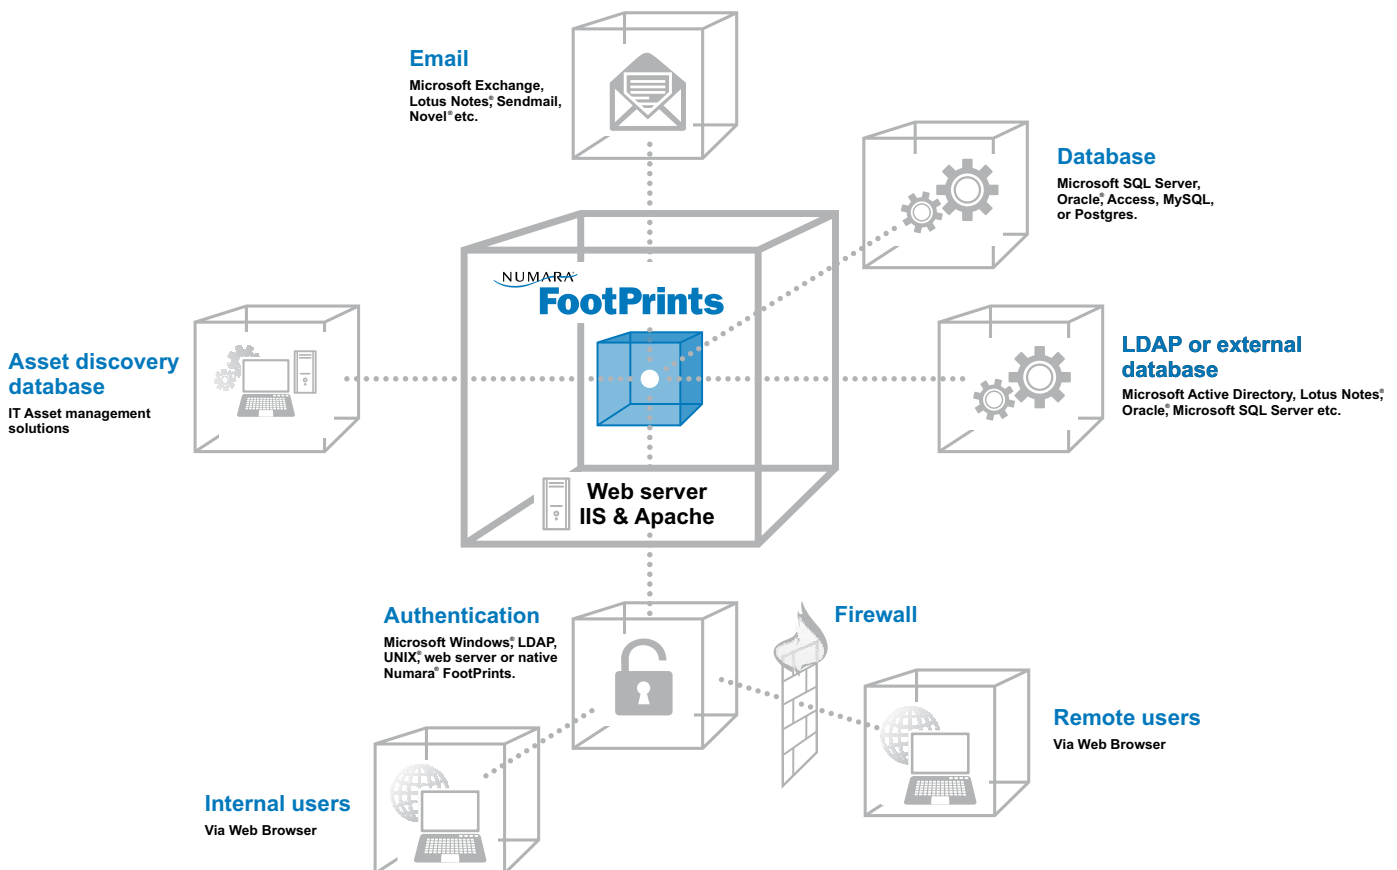 Email
Microsoft Exchange,
Lotus Notes,® Sendmail,
Novel® etc.
Database
Microsoft SQL Server,
Oracle,® Access, MySQL,
or Postgres.
NUMARA
FootPrints
Asset discovery
database
IT Asset management
solutions
LDAP or external
database
Microsoft Active Directory, Lotus Notes,®
Oracle,® Microsoft SQL Server etc.
Web server
IIS & Apache
Authentication
Microsoft Windows,® LDAP,
UNIX,® web server or native
Numara® FootPrints.
Firewall
Remote users
Via Web Browser
Internal users
Via Web Browser